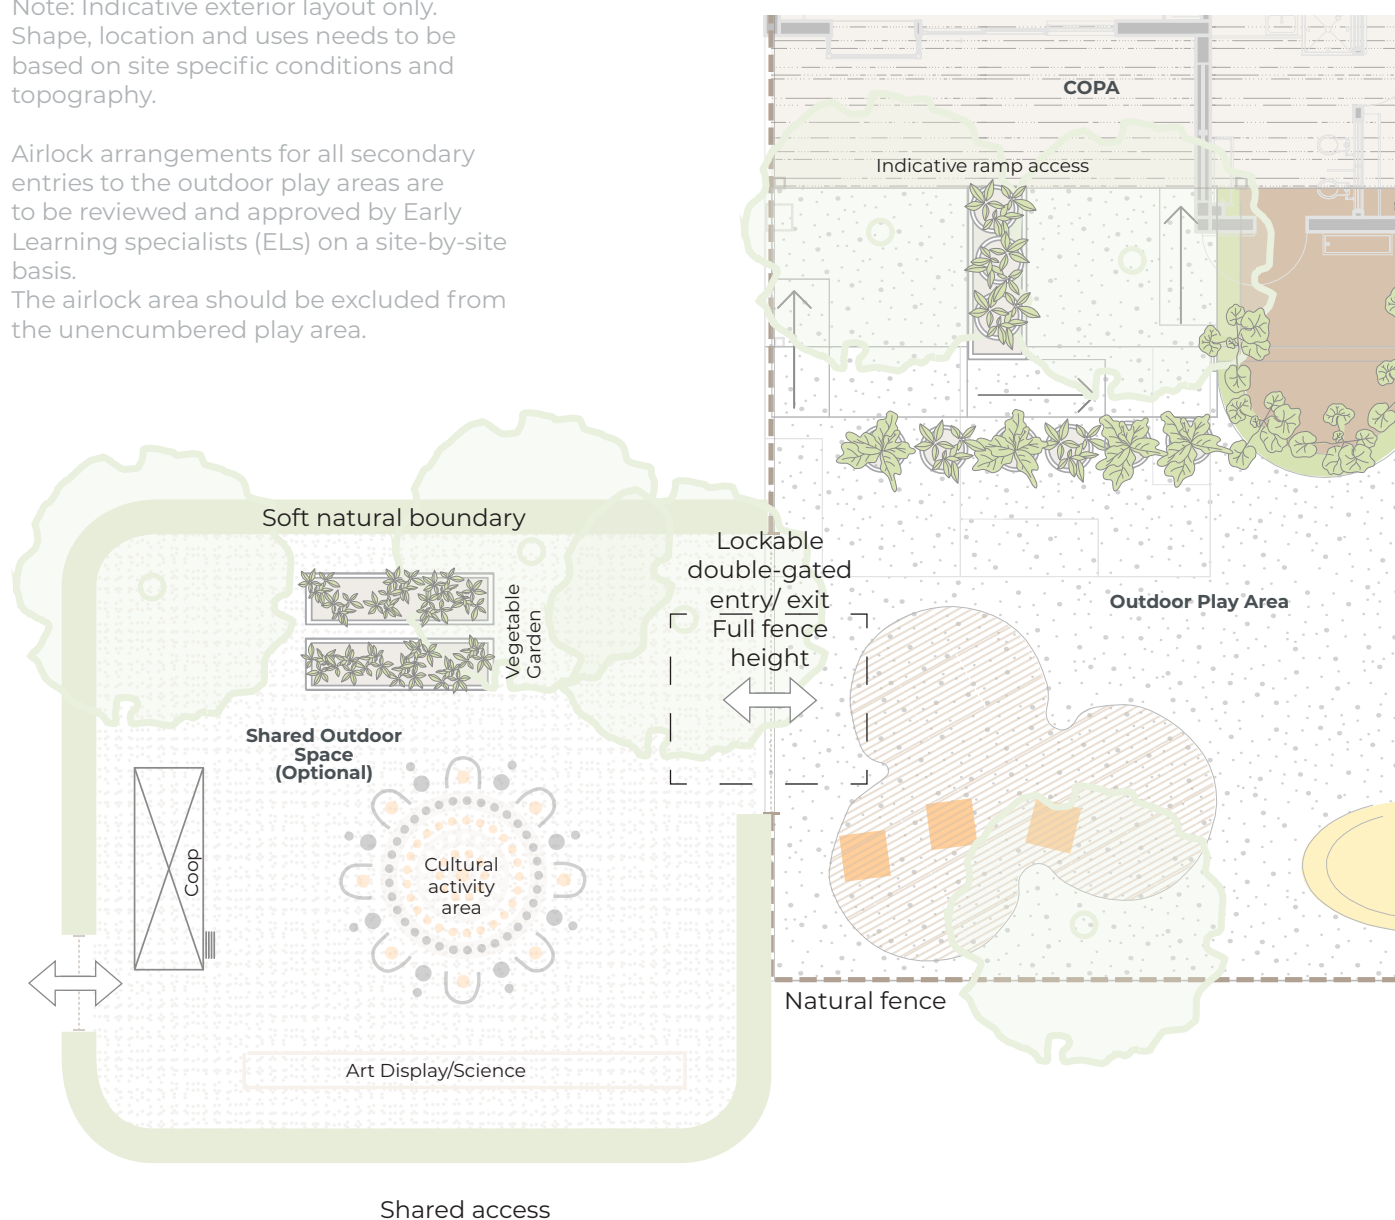 Note: Indicative exterior layout only.
Shape, location and uses needs to be
based on site specific conditions and
topography.
Airlock arrangements for all secondary
entries to the outdoor play areas are
to be reviewed and approved by Early
Learning specialists (ELs) on a site-by-site
basis.
The airlock area should be excluded from
the unencumbered play area.
COPA
Indicative ramp access
Soft natural boundary
Lockable
double-gated
entry/ exit
Full fence
height
Vegetable
Garden
Outdoor Play Area
Shared Outdoor
Space
(Optional)
Coop
Cultural
activity
area
Natural fence
Art Display/Science
Shared access